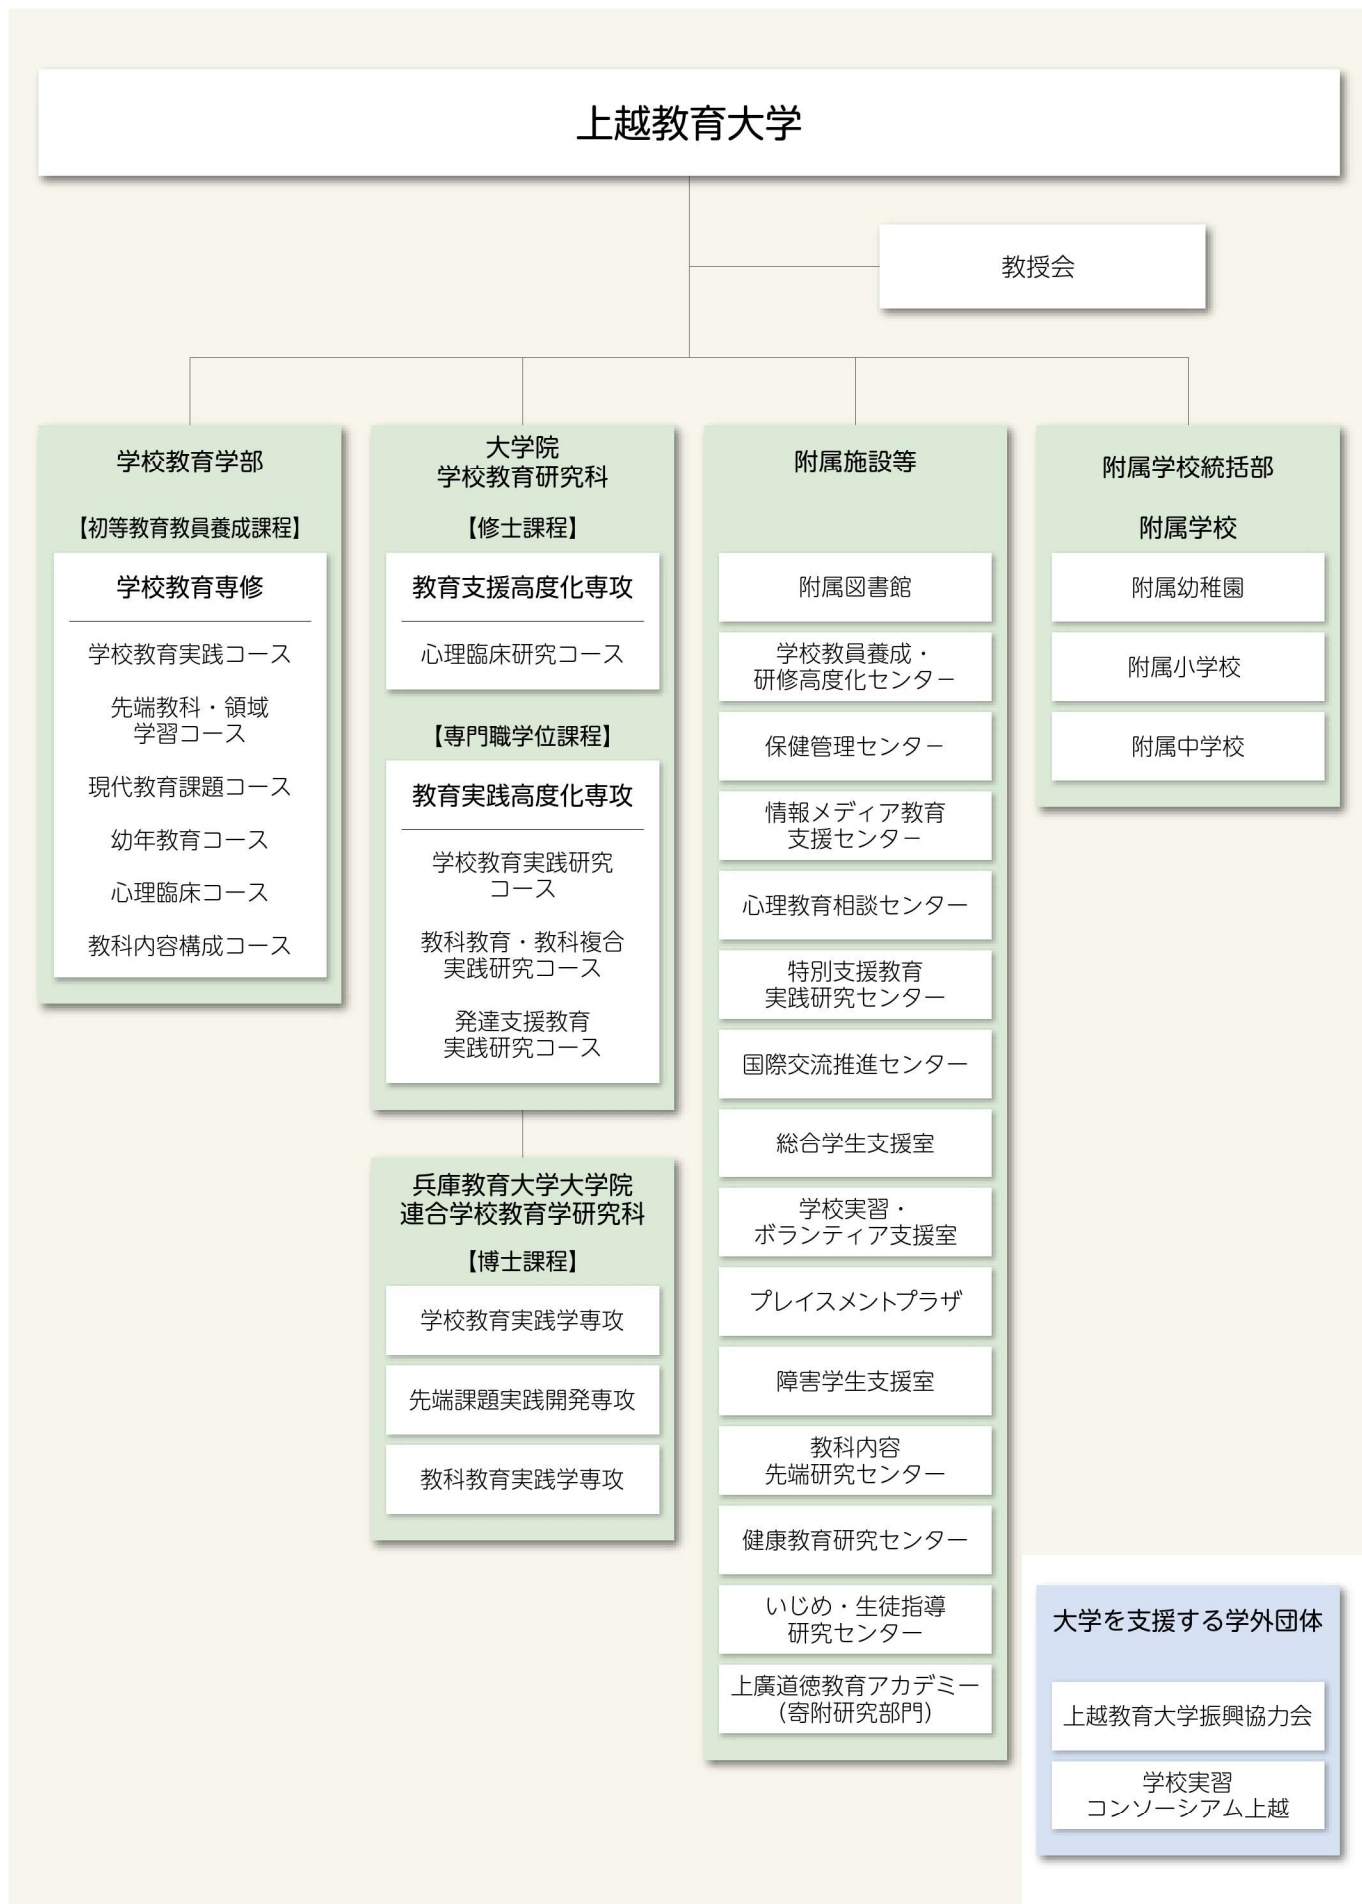 上越教育大学
教授会
学校教育学部
【初等教育教員養成課程】
学校教育専修
学校教育実践コース
先端教科・領域
学習コース
現代教育課題コース
幼年教育コース
心理臨床コース
教科内容構成コース
大学院
学校教育研究科
【修士課程】
教育支援高度化専攻
心理臨床研究コース
【専門職学位課程】
教育実践高度化専攻
学校教育実践研究
コース
教科教育・教科複合
実践研究コース
発達支援教育
実践研究コース
兵庫教育大学大学院
連合学校教育学研究科
【博士課程】
学校教育実践学専攻
先端課題実践開発専攻
教科教育実践学専攻
附属施設等
附属図書館
学校教員養成・
研修高度化センター
保健管理センター
情報メディア教育
支援センター
心理教育相談センター
特別支援教育
実践研究センター
国際交流推進センター
総合学生支援室
学校実習・
ボランティア支援室
プレイスメントプラザ
障害学生支援室
教科内容
先端研究センター
健康教育研究センター
いじめ・生徒指導
研究センター
上廣道徳教育アカデミー
（寄附研究部門）
附属学校統括部
附属学校
附属幼稚園
附属小学校
附属中学校
大学を支援する学外団体
上越教育大学振興協力会
学校実習
コンソーシアム上越